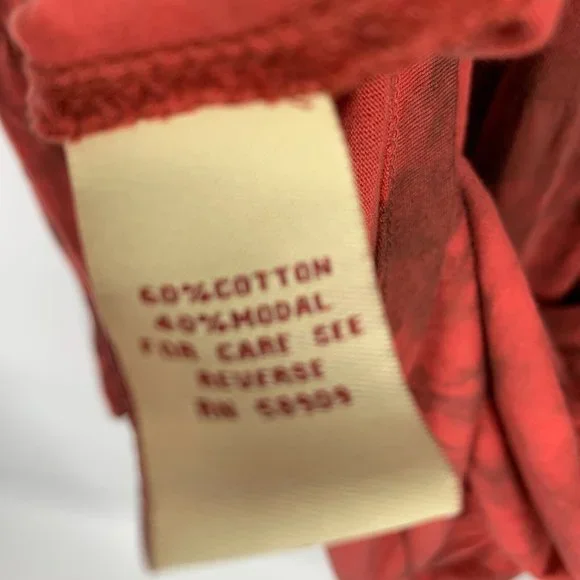 60%COTTON
40%MODAL
FOR CARE SEE
REVERSE
RN 58909